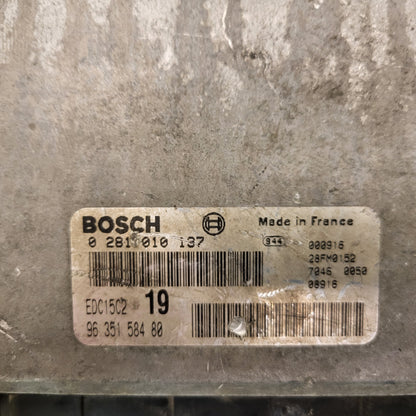 BOSCH Made in France
0 281 010 137 944 000916
28FM0152
7046 0050
08916
EDC15C2 19
96 351 584 80